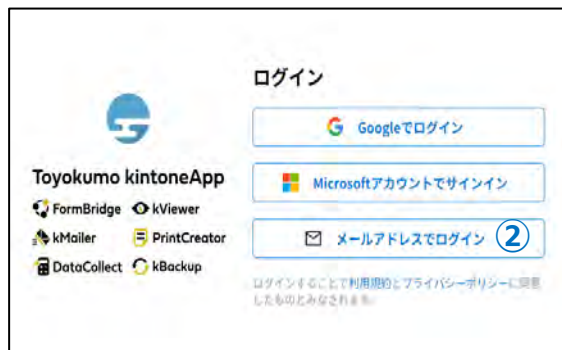 Toyokumo kintoneApp
FormBridge kViewer
kMailer PrintCreator
DataCollect kBackup
ログイン
Googleでログイン
Microsoftアカウントでサインイン
メールアドレスでログイン ②
ログインすることで利用規約とプライバシーポリシーに同意
したものとみなされます。